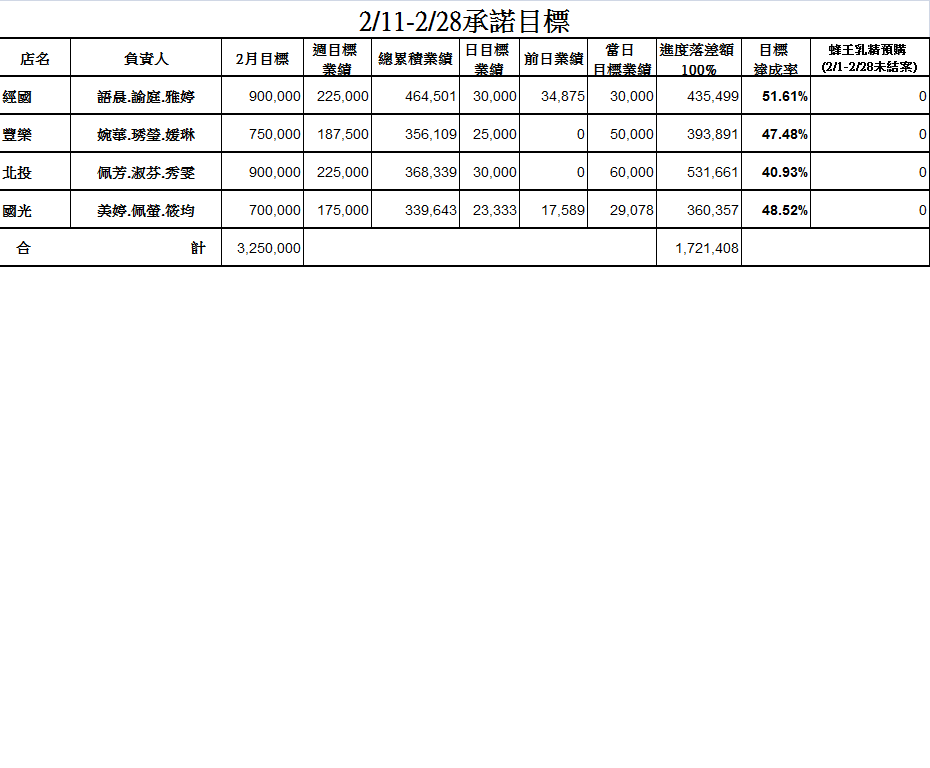 2/11-2/28承諾目標
店名 負責人 2月目標 週目標業績 總累積業績 日目標業績 前日業績 當日目標業績 進度落差額100% 目標達成率 蜂王乳精預購(2/1-2/28未結案)
經國 語晨.諭庭.雅婷 900,000 225,000 464,501 30,000 34,875 30,000 435,499 51.61% 0
豐樂 婉華.琇瑩.媛琳 750,000 187,500 356,109 25,000 0 50,000 393,891 47.48% 0
北投 佩芳.淑芬.秀雯 900,000 225,000 368,339 30,000 0 60,000 531,661 40.93% 0
國光 美婷.佩螢.筱均 700,000 175,000 339,643 23,333 17,589 29,078 360,357 48.52% 0
合計 3,250,000 1,721,408